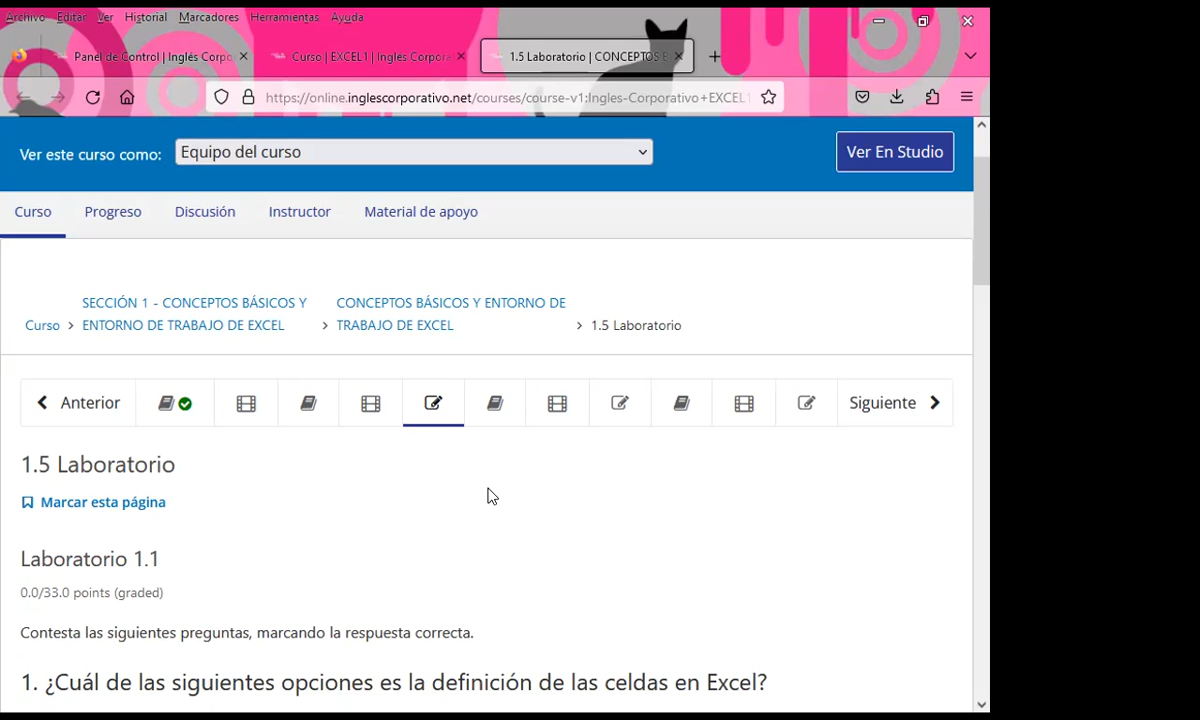 Archivo Editar Ver Historial Marcadores Herramientas Ayuda
Panel de Control | Inglés Corpo
Curso | EXCEL1 | Inglés Corpora
1.5 Laboratorio | CONCEPTOS B
https://online.inglescorporativo.net/courses/course-v1:Ingles-Corporativo+EXCEL1
Ver este curso como:
Equipo del curso
Ver En Studio
Curso Progreso Discusión Instructor Material de apoyo
Curso > SECCIÓN 1 - CONCEPTOS BÁSICOS Y ENTORNO DE TRABAJO DE EXCEL > CONCEPTOS BÁSICOS Y ENTORNO DE TRABAJO DE EXCEL > 1.5 Laboratorio
Anterior
Siguiente
1.5 Laboratorio
Marcar esta página
Laboratorio 1.1
0.0/33.0 points (graded)
Contesta las siguientes preguntas, marcando la respuesta correcta.
1. ¿Cuál de las siguientes opciones es la definición de las celdas en Excel?